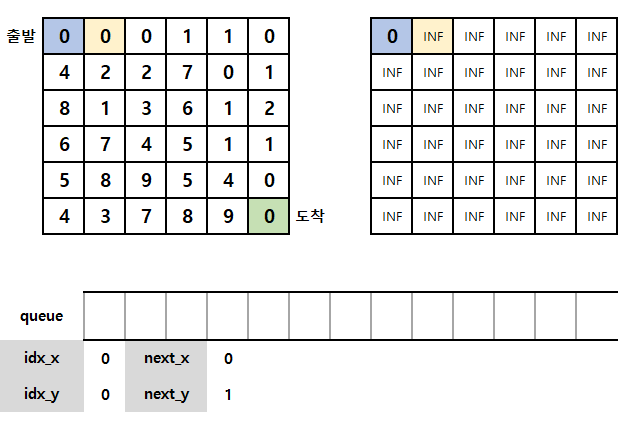 출발 0 0 0 1 1 0 0 INF INF INF INF INF
4 2 2 7 0 1 INF INF INF INF INF INF
8 1 3 6 1 2 INF INF INF INF INF INF
6 7 4 5 1 1 INF INF INF INF INF INF
5 8 9 5 4 0 INF INF INF INF INF INF
4 3 7 8 9 0 도착 INF INF INF INF INF INF
queue
idx_x 0 next_x 0
idx_y 0 next_y 1